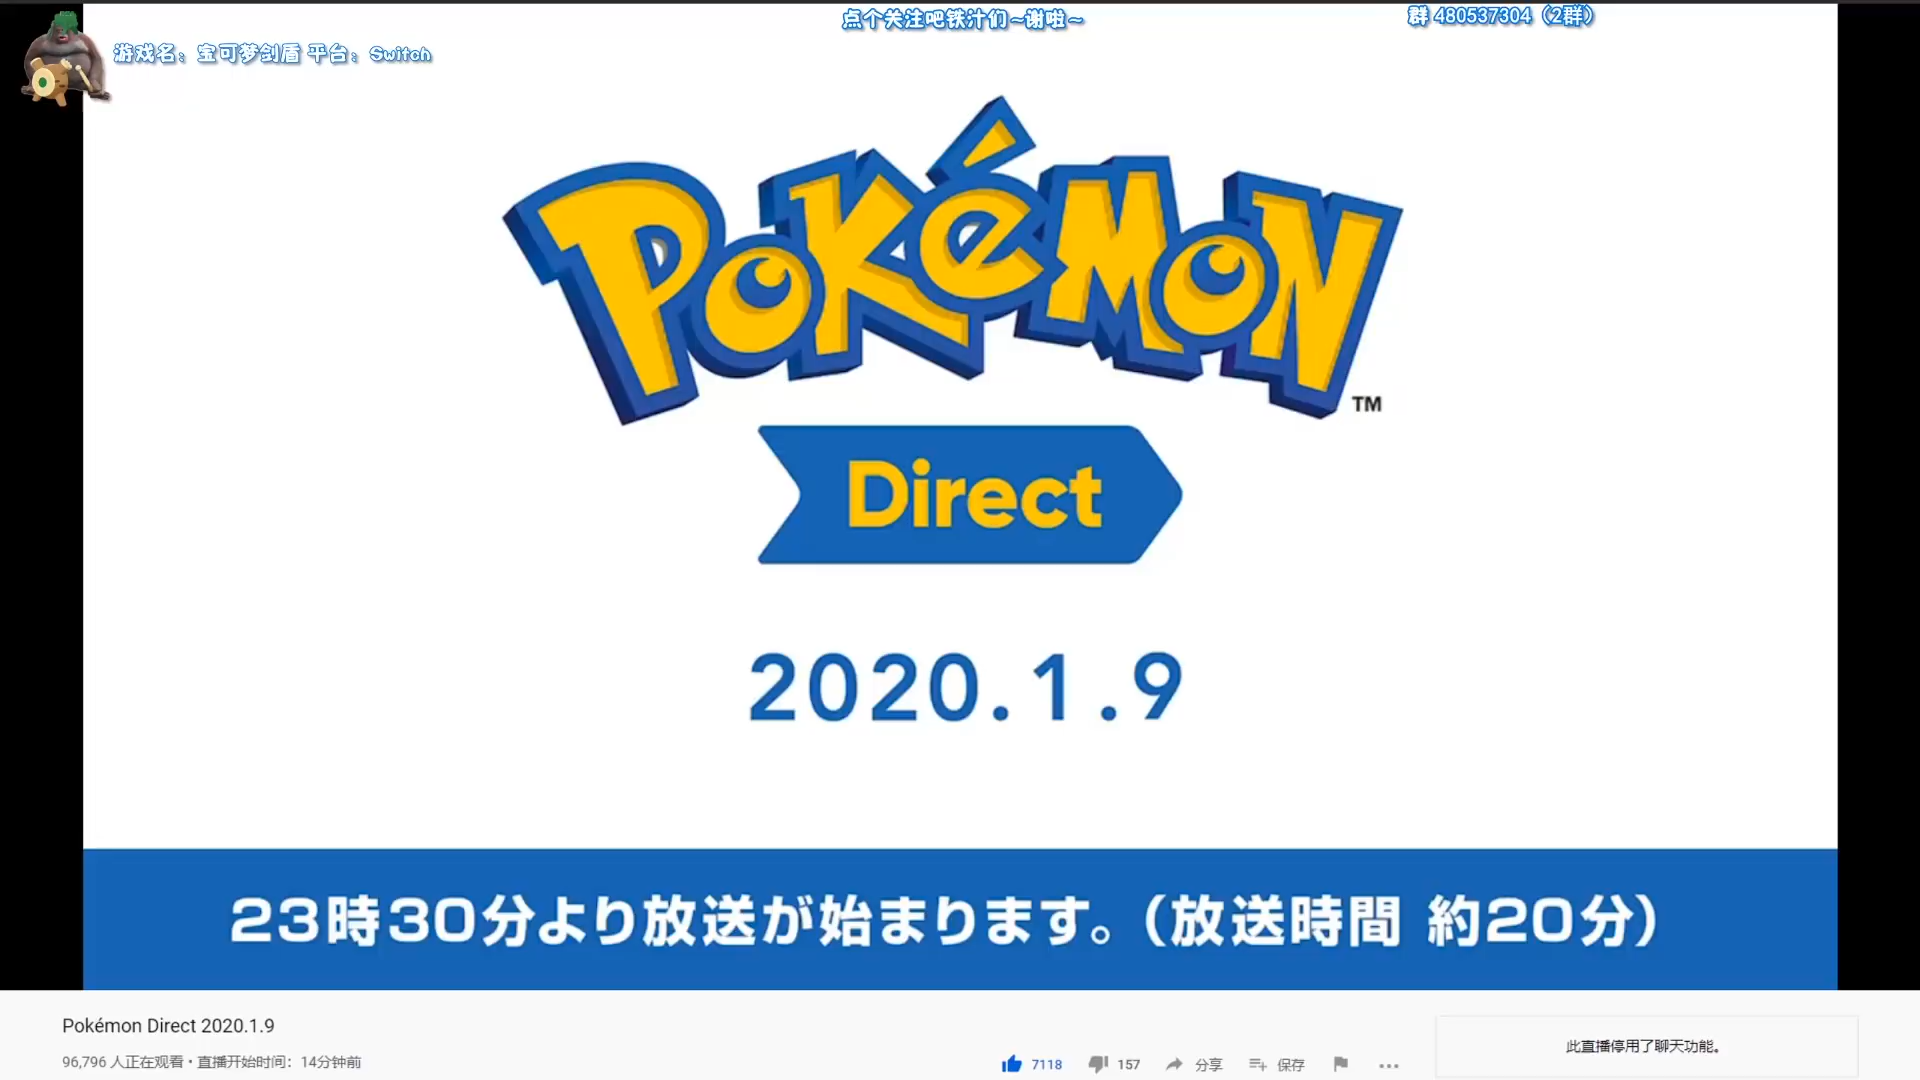 点个关注吧铁汁们~谢啦~
群 480537304（2群）
游戏名：宝可梦剑盾 平台：Switch
POKéMON
TM
Direct
2020.1.9
23時30分より放送が始まります。（放送時間 約20分）
Pokémon Direct 2020.1.9
96,796 人正在观看 • 直播开始时间：14分钟前
7118 157 分享 保存
此直播停用了聊天功能。